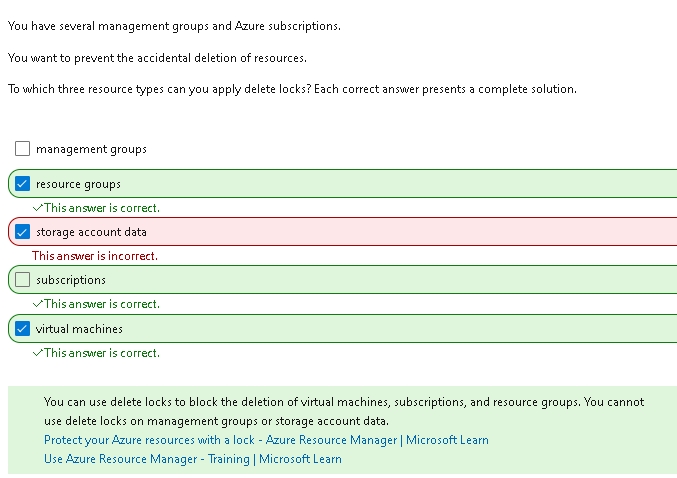 You have several management groups and Azure subscriptions.
You want to prevent the accidental deletion of resources.
To which three resource types can you apply delete locks? Each correct answer presents a complete solution.
management groups
resource groups
This answer is correct.
storage account data
This answer is incorrect.
subscriptions
This answer is correct.
virtual machines
This answer is correct.
You can use delete locks to block the deletion of virtual machines, subscriptions, and resource groups. You cannot
use delete locks on management groups or storage account data.
Protect your Azure resources with a lock - Azure Resource Manager | Microsoft Learn
Use Azure Resource Manager - Training | Microsoft Learn